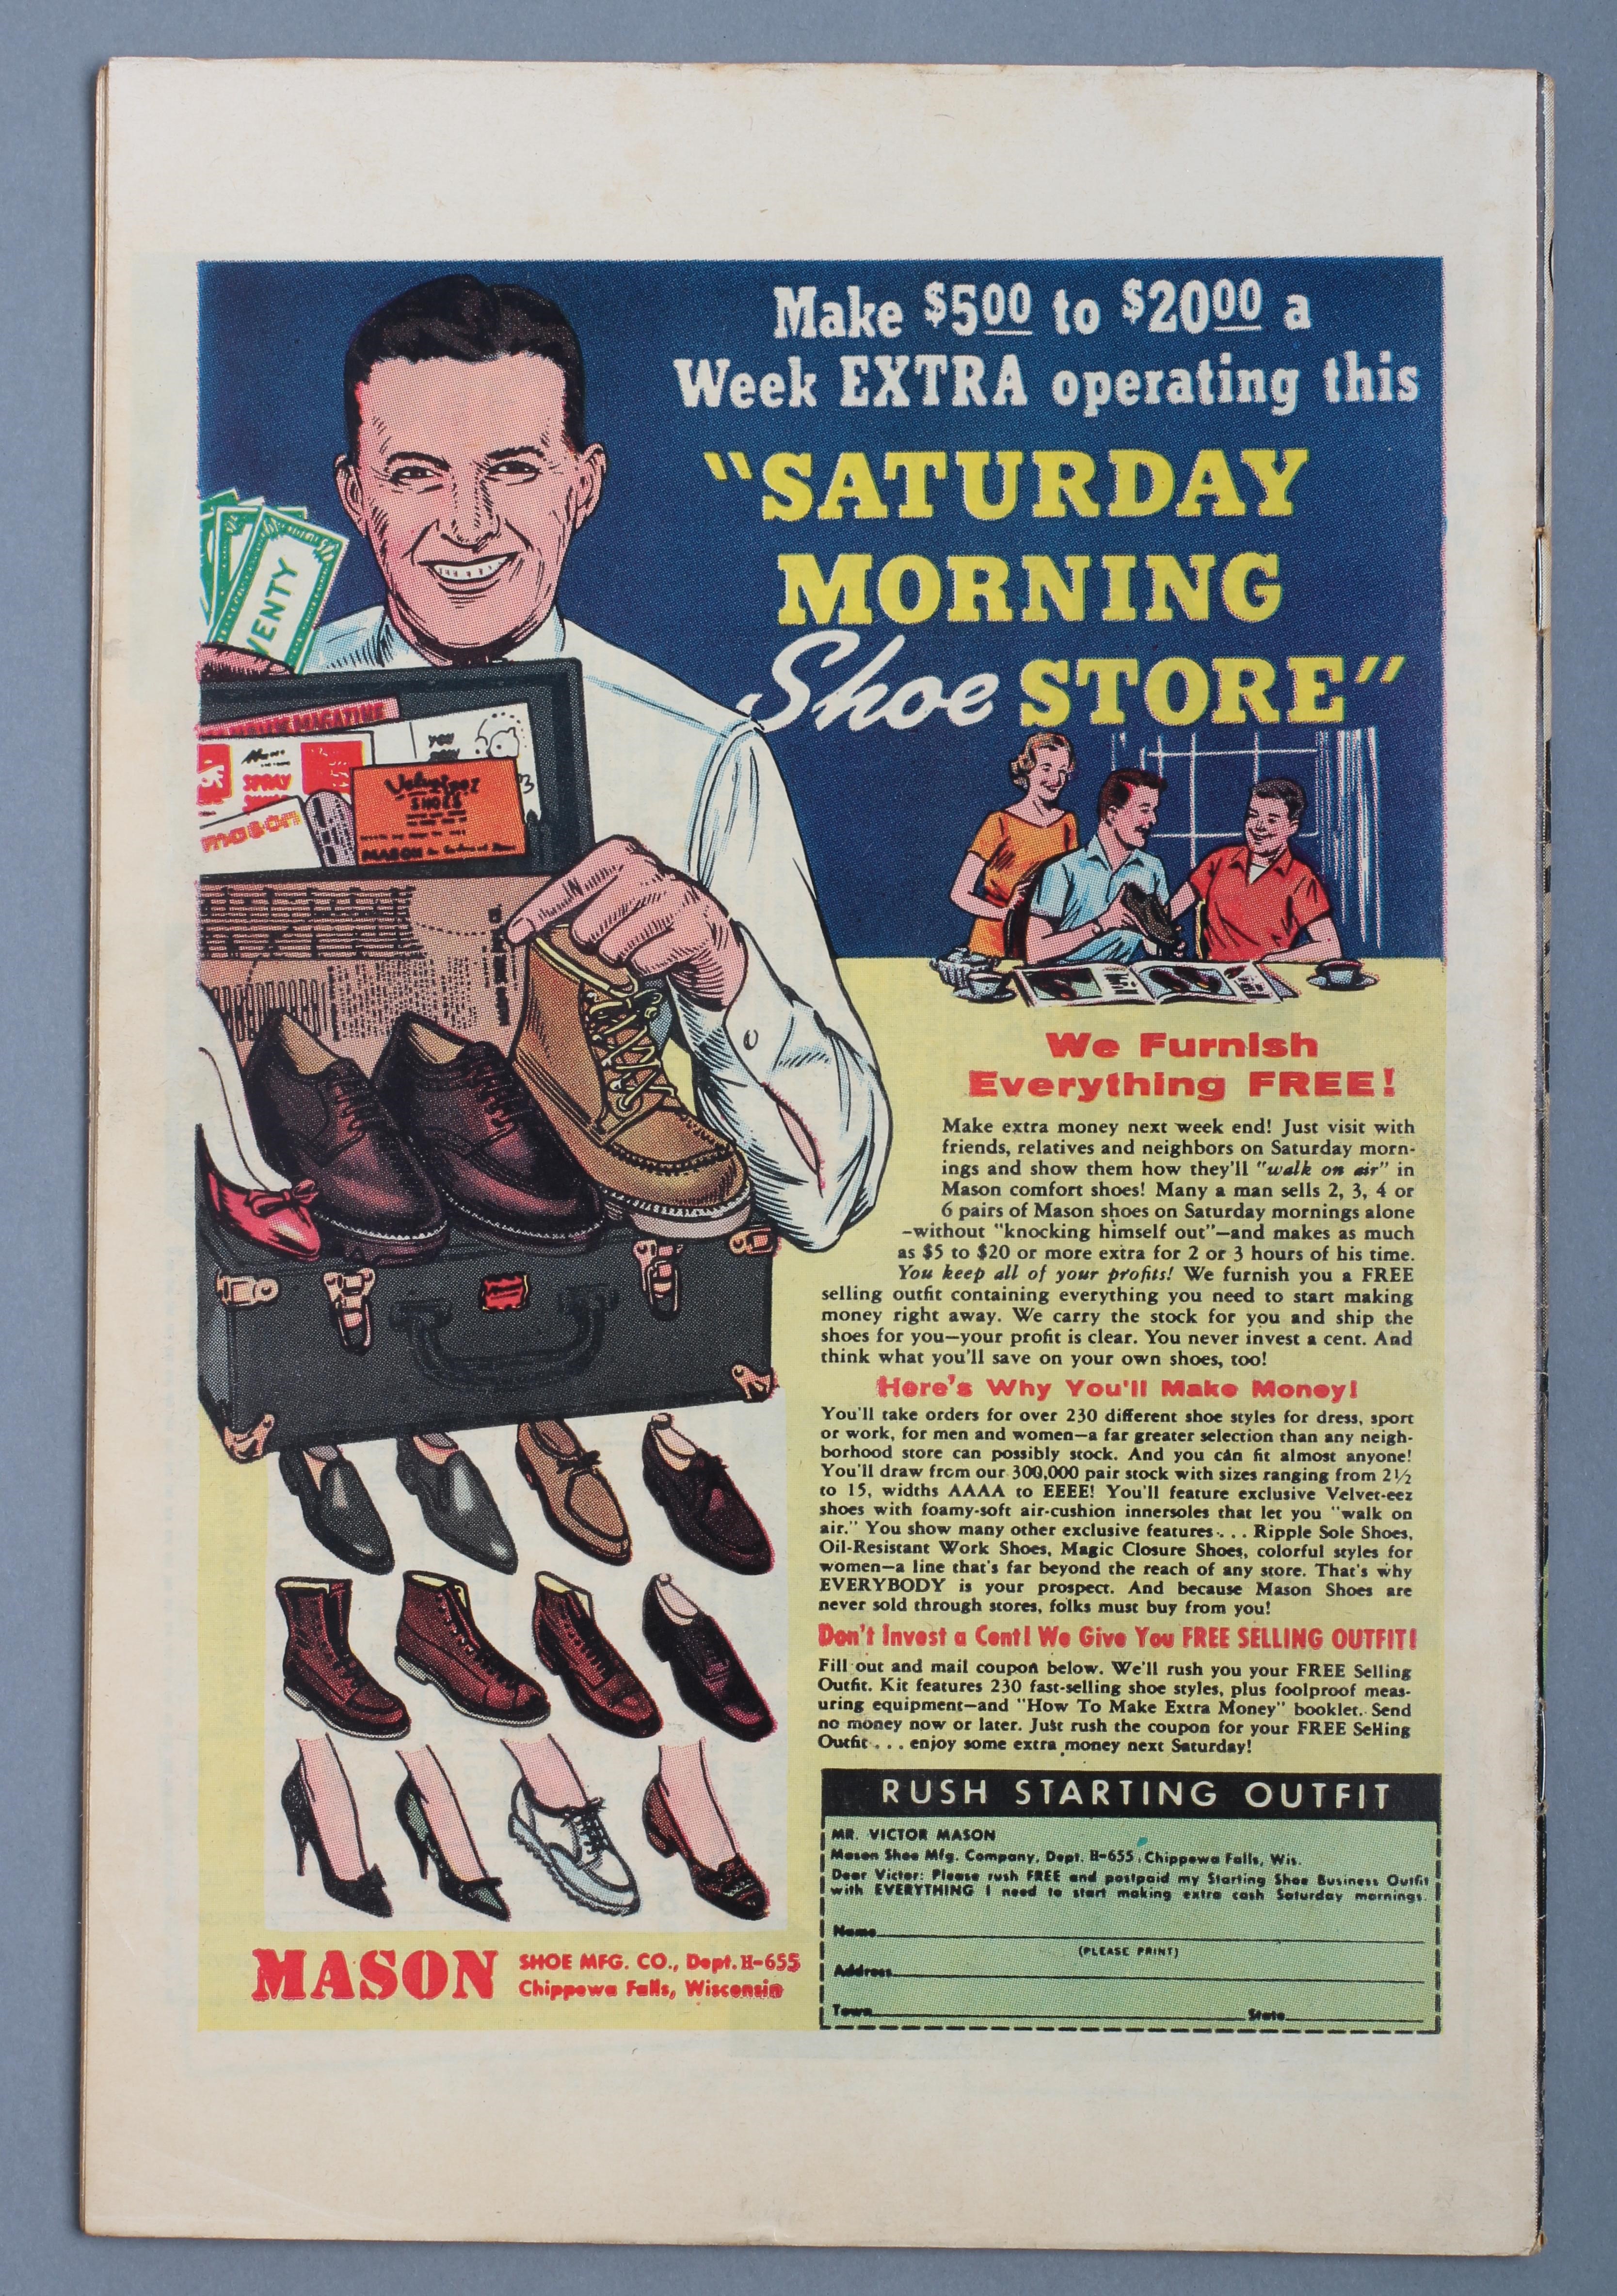 Make $5.00 to $20.00 a
Week EXTRA operating this
"SATURDAY
MORNING
Shoe STORE"
MAGAZINE
SPRAY
YOU
mason
Velvet-eez
SHOES
MASON
We Furnish
Everything FREE!
Make extra money next week end! Just visit with
friends, relatives and neighbors on Saturday morn-
ings and show them how they'll "walk on air" in
Mason comfort shoes! Many a man sells 2, 3, 4 or
6 pairs of Mason shoes on Saturday mornings alone
-without "knocking himself out"—and makes as much
as $5 to $20 or more extra for 2 or 3 hours of his time.
You keep all of your profits! We furnish you a FREE
selling outfit containing everything you need to start making
money right away. We carry the stock for you and ship the
shoes for you—your profit is clear. You never invest a cent. And
think what you'll save on your own shoes, too!
Here's Why You'll Make Money!
You'll take orders for over 230 different shoe styles for dress, sport
or work, for men and women—a far greater selection than any neigh-
borhood store can possibly stock. And you can fit almost anyone!
You'll draw from our 300,000 pair stock with sizes ranging from 2½
to 15, widths AAAA to EEEE! You'll feature exclusive Velvet-eez
shoes with foamy-soft air-cushion innersoles that let you "walk on
air." You show many other exclusive features . . . Ripple Sole Shoes,
Oil-Resistant Work Shoes, Magic Closure Shoes, colorful styles for
women—a line that's far beyond the reach of any store. That's why
EVERYBODY is your prospect. And because Mason Shoes are
never sold through stores, folks must buy from you!
Don't Invest a Cent! We Give You FREE SELLING OUTFIT!
Fill out and mail coupon below. We'll rush you your FREE Selling
Outfit. Kit features 230 fast-selling shoe styles, plus foolproof meas-
uring equipment—and "How To Make Extra Money" booklet. Send
no money now or later. Just rush the coupon for your FREE Selling
Outfit . . . enjoy some extra money next Saturday!
RUSH STARTING OUTFIT
MR. VICTOR MASON
Mason Shoe Mfg. Company, Dept. H-655, Chippewa Falls, Wis.
Dear Victor: Please rush FREE and postpaid my Starting Shoe Business Outfit
with EVERYTHING I need to start making extra cash Saturday mornings.
Name
(PLEASE PRINT)
Address
Town State
MASON SHOE MFG. CO., Dept. H-655
Chippewa Falls, Wisconsin